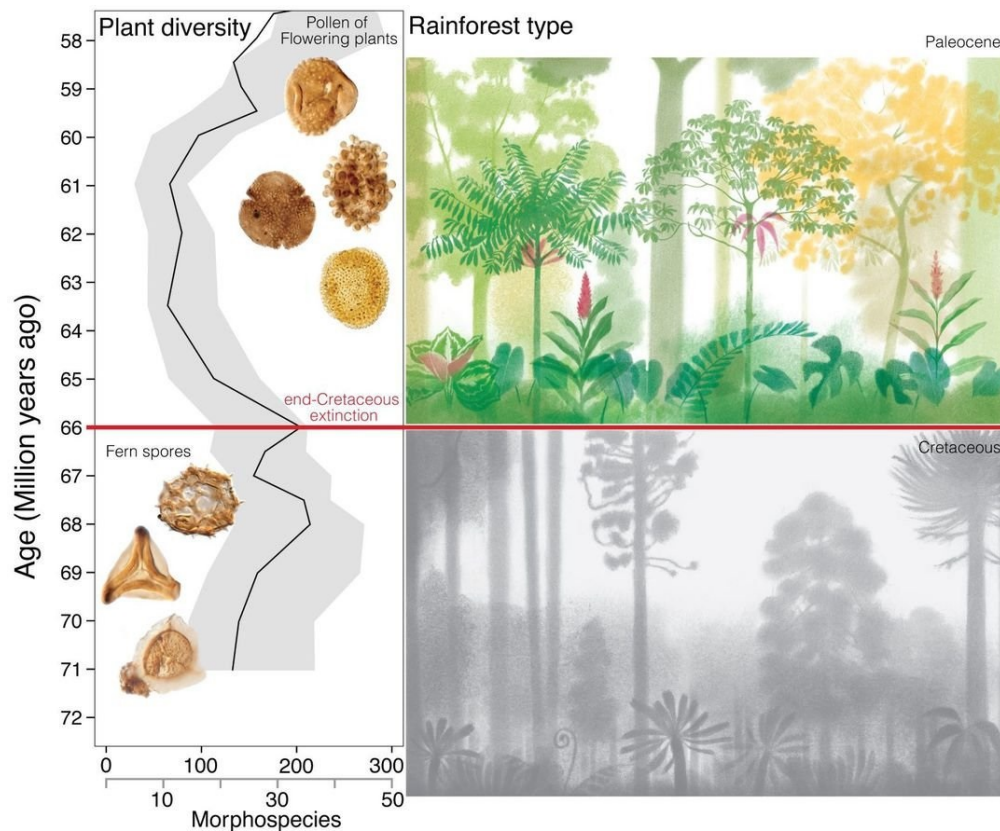 Plant diversity
Pollen of
Flowering plants
Rainforest type
Paleocene
58
59
60
61
62
63
64
65
66
67
68
69
70
71
72
Age (Million years ago)
end-Cretaceous
extinction
Fern spores
Cretaceous
0 100 200 300
10 30 50
Morphospecies